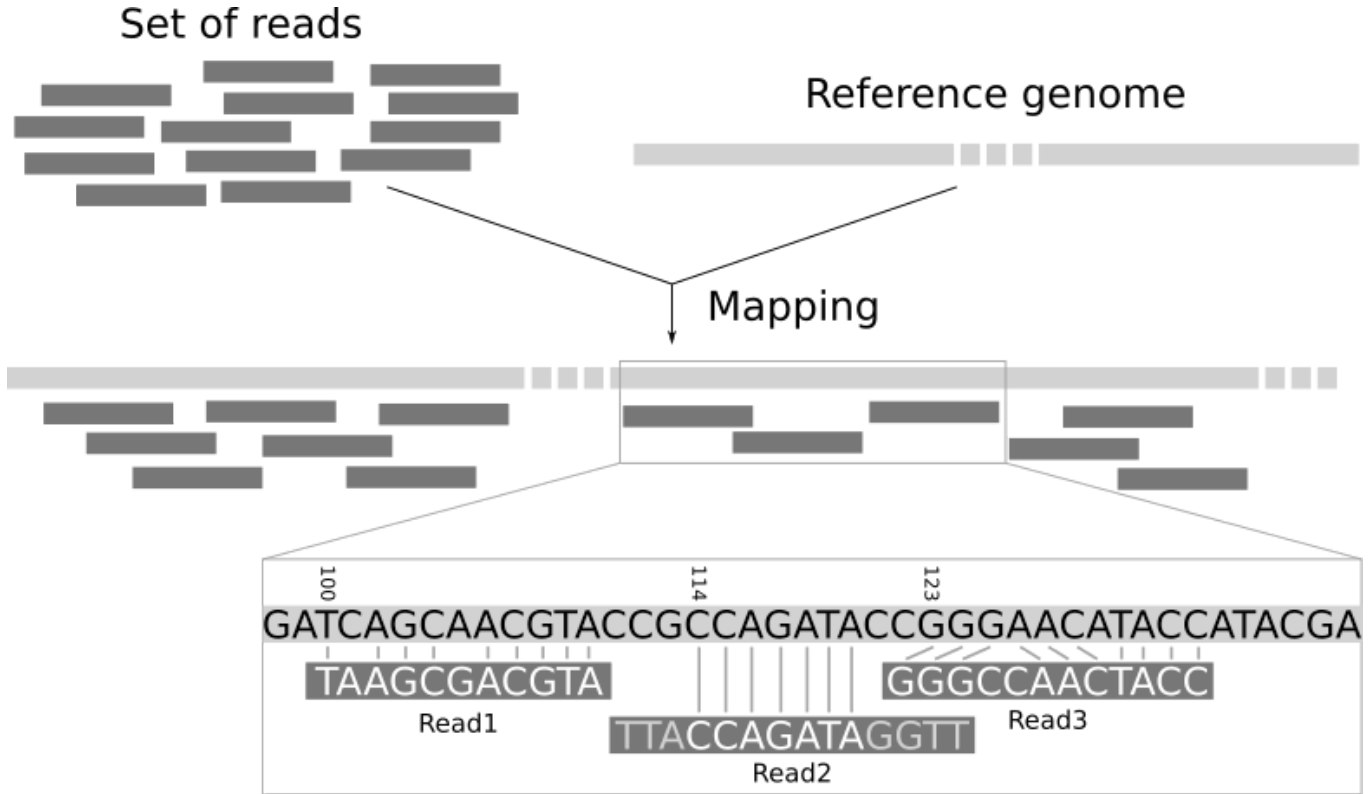 Set of reads
Reference genome
Mapping
100
114
123
GATCAGCAACGTACCGCCAGATACCGGGAACATACCATACGA
TAAGCGACGTA
Read1
TTACCAGATAGGTT
Read2
GGGCCAACTACC
Read3